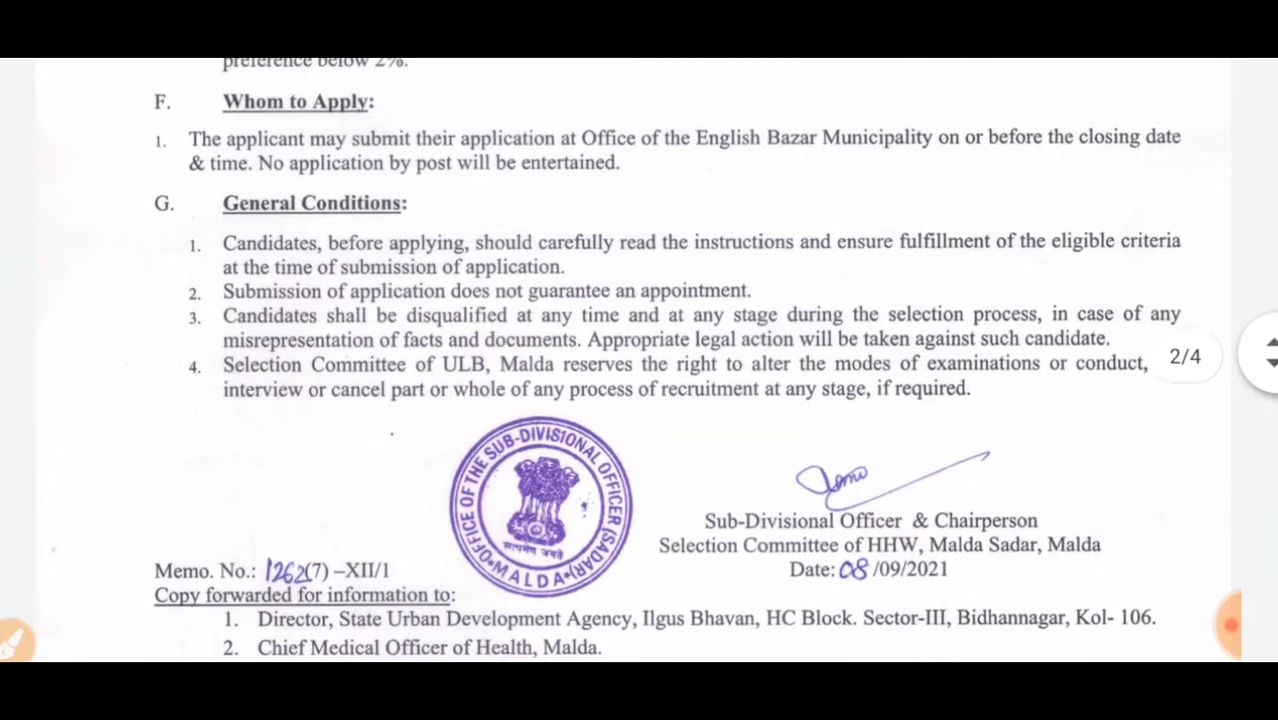 preference below 2%.
F. Whom to Apply:
1. The applicant may submit their application at Office of the English Bazar Municipality on or before the closing date
& time. No application by post will be entertained.
G. General Conditions:
1. Candidates, before applying, should carefully read the instructions and ensure fulfillment of the eligible criteria
at the time of submission of application.
2. Submission of application does not guarantee an appointment.
3. Candidates shall be disqualified at any time and at any stage during the selection process, in case of any
misrepresentation of facts and documents. Appropriate legal action will be taken against such candidate.
4. Selection Committee of ULB, Malda reserves the right to alter the modes of examinations or conduct,
interview or cancel part or whole of any process of recruitment at any stage, if required.
2/4
OFFICE OF THE SUB-DIVISIONAL OFFICER (SADAR)
सत्यमेव जयते
MALDA
Sub-Divisional Officer & Chairperson
Selection Committee of HHW, Malda Sadar, Malda
Date: 08/09/2021
Memo. No.: 1262(7) –XII/1
Copy forwarded for information to:
1. Director, State Urban Development Agency, Ilgus Bhavan, HC Block. Sector-III, Bidhannagar, Kol- 106.
2. Chief Medical Officer of Health, Malda.